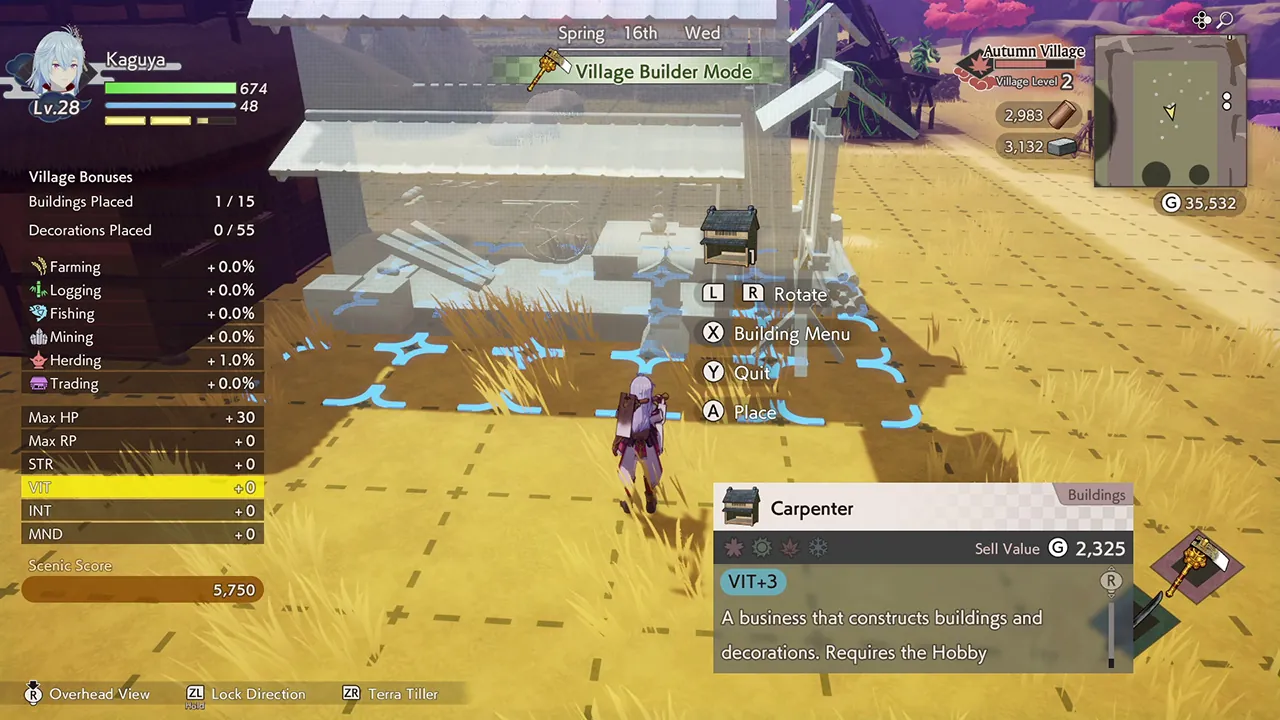 Spring 16th Wed
Village Builder Mode
Kaguya
674
Lv.28
48
Autumn Village
Village Level 2
2,983
3,132
G 35,532
Village Bonuses
Buildings Placed 1 / 15
Decorations Placed 0 / 55
Farming + 0.0%
Logging + 0.0%
Fishing + 0.0%
Mining + 0.0%
Herding + 1.0%
Trading + 0.0%
Max HP + 30
Max RP + 0
STR + 0
VIT + 0
INT + 0
MND + 0
Scenic Score
5,750
1
L R Rotate
X Building Menu
Y Quit
A Place
Buildings
Carpenter
Sell Value G 2,325
VIT+3
R
A business that constructs buildings and
decorations. Requires the Hobby
R Overhead View
ZL Hold Lock Direction
ZR Terra Tiller